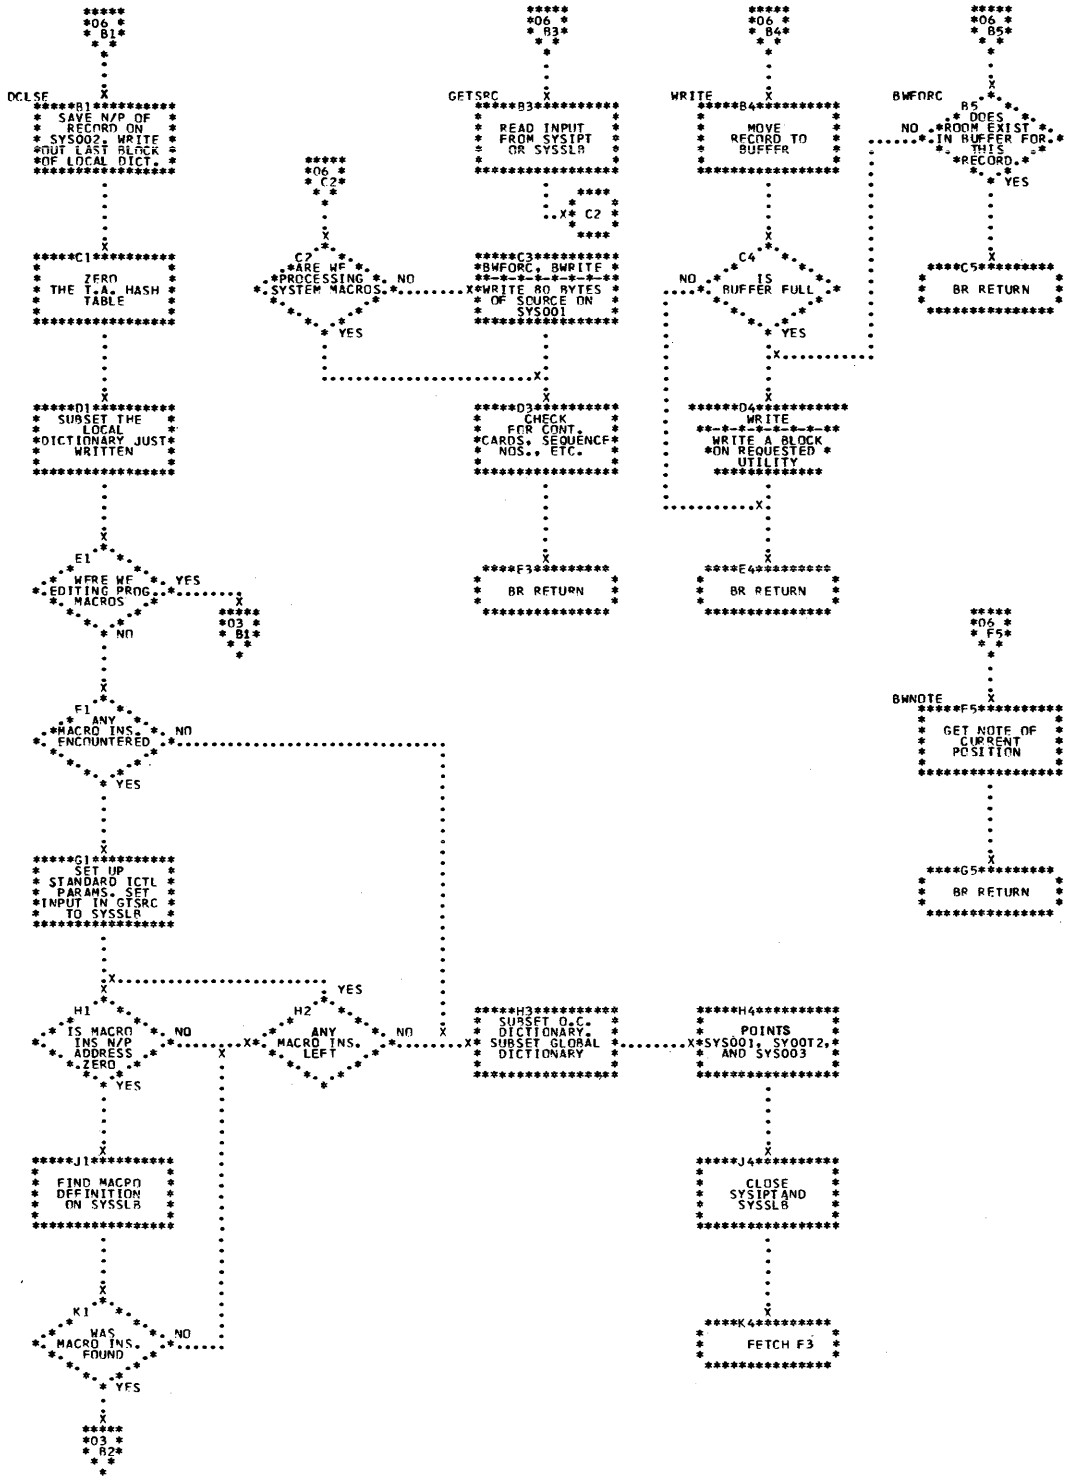 06 B1
06 B3
06 B4
06 B5
DCLSE
B1
SAVE N/P OF
RECORD ON
SYS002. WRITE
OUT LAST BLOCK
OF LOCAL DICT.
GETSRC
B3
READ INPUT
FROM SYSIPT
OR SYSSLB
WRITE
B4
MOVE
RECORD TO
BUFFER
BWFORC
B5
DOES
ROOM EXIST
IN BUFFER FOR
THIS
RECORD.
NO
YES
06
C2
C2
C1
ZERO
THE T.A. HASH
TABLE
C2
ARE WE
PROCESSING
SYSTEM MACROS
NO
YES
C3
BWFORC, BWRITE
WRITE 80 BYTES
OF SOURCE ON
SYS001
C4
IS
BUFFER FULL
NO
YES
C5
BR RETURN
D1
SUBSET THE
LOCAL
DICTIONARY JUST
WRITTEN
D3
CHECK
FOR CONT.
CARDS, SEQUENCE
NOS., ETC.
D4
WRITE
WRITE A BLOCK
ON REQUESTED
UTILITY
E1
WERE WE
EDITING PROG
MACROS
YES
NO
03
B1
E3
BR RETURN
E4
BR RETURN
06
F5
F1
ANY
MACRO INS.
ENCOUNTERED
NO
YES
BWNOTE
F5
GET NOTE OF
CURRENT
POSITION
G1
SET UP
STANDARD ICTL
PARAMS. SET
INPUT IN GTSRC
TO SYSSLB
G5
BR RETURN
H1
IS MACRO
INS N/P
ADDRESS
ZERO
NO
YES
H2
ANY
MACRO INS.
LEFT
YES
NO
H3
SUBSET O.C.
DICTIONARY.
SUBSET GLOBAL
DICTIONARY
H4
POINTS
SYS001, SYOOT2,
AND SYS003
J1
FIND MACRO
DEFINITION
ON SYSSLB
J4
CLOSE
SYSIPTAND
SYSSLB
K1
WAS
MACRO INS.
FOUND
NO
YES
K4
FETCH F3
03
B2